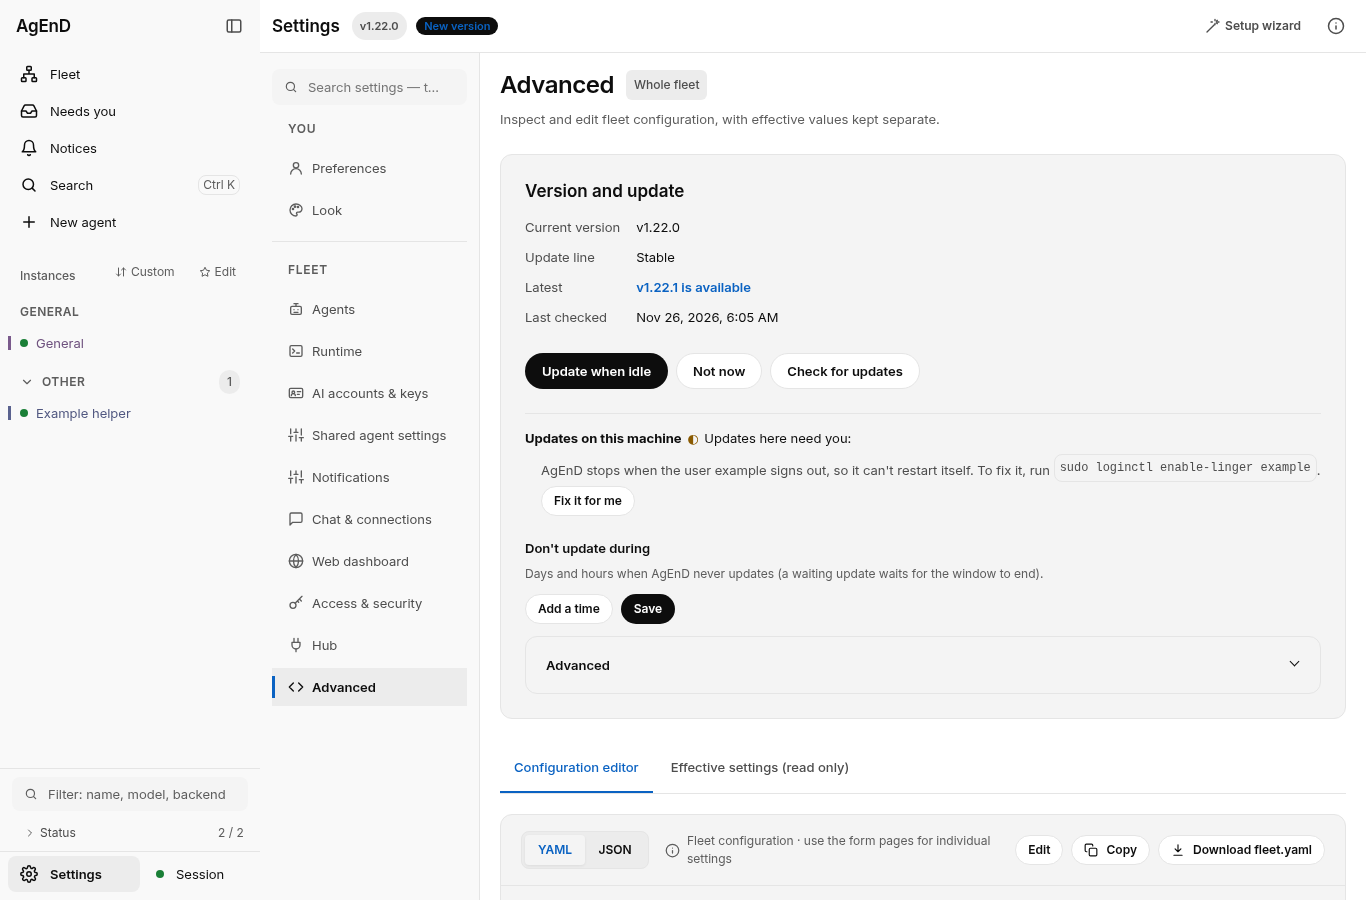 AgEnD
Fleet
Needs you
Notices
Search
Ctrl K
New agent
Instances
Custom
Edit
GENERAL
General
OTHER
1
Example helper
Filter: name, model, backend
Status
2 / 2
Settings
Session
Settings
v1.22.0
New version
Setup wizard
Search settings — t...
YOU
Preferences
Look
FLEET
Agents
Runtime
AI accounts & keys
Shared agent settings
Notifications
Chat & connections
Web dashboard
Access & security
Hub
Advanced
Advanced
Whole fleet
Inspect and edit fleet configuration, with effective values kept separate.
Version and update
Current version v1.22.0
Update line Stable
Latest v1.22.1 is available
Last checked Nov 26, 2026, 6:05 AM
Update when idle
Not now
Check for updates
Updates on this machine Updates here need you:
AgEnD stops when the user example signs out, so it can't restart itself. To fix it, run sudo loginctl enable-linger example.
Fix it for me
Don't update during
Days and hours when AgEnD never updates (a waiting update waits for the window to end).
Add a time
Save
Advanced
Configuration editor
Effective settings (read only)
YAML
JSON
Fleet configuration · use the form pages for individual
settings
Edit
Copy
Download fleet.yaml